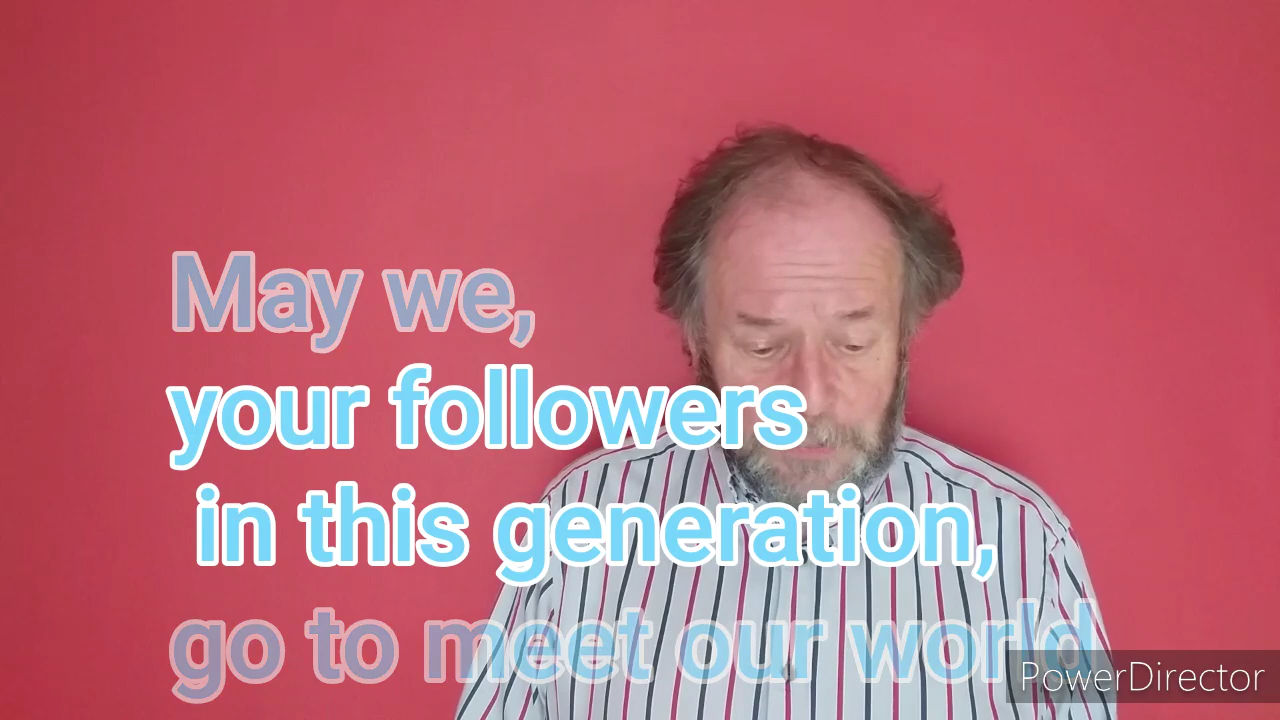 May we,
your followers
in this generation,
go to meet our world
PowerDirector